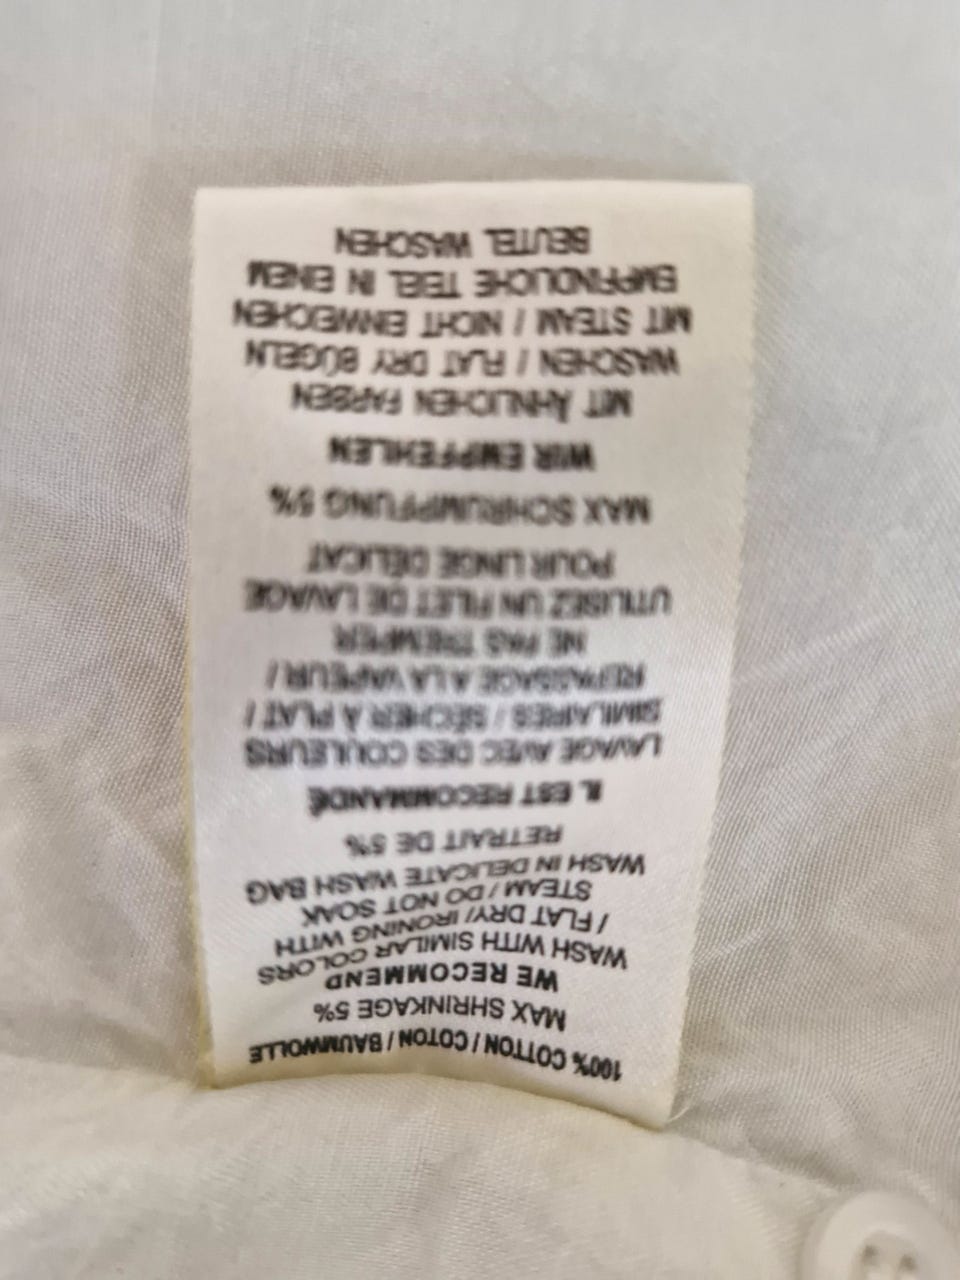 100% COTTON / COTON / BAUMWOLLE
MAX SHRINKAGE 5%
WE RECOMMEND
WASH WITH SIMILAR COLORS
/ FLAT DRY/ IRONING WITH
STEAM / DO NOT SOAK
WASH IN DELICATE WASH BAG
RETRAIT DE 5%
IL EST RECOMMANDÉ
LAVAGE AVEC DES COULEURS
SIMILAIRES / SÉCHER À PLAT /
REPASSAGE A LA VAPEUR /
NE PAS TREMPER
UTILISEZ UN FILET DE LAVAGE
POUR LINGE DÉLICAT
MAX SCHRUMPFUNG 5%
WIR EMPFEHLEN
MIT ÄHNLICHEN FARBEN
WASCHEN / FLAT DRY BÜGELN
MIT STEAM / NICHT EINWEICHEN
EMPFINDLICHE TEIEL IN EINEM
BEUTEL WASCHEN